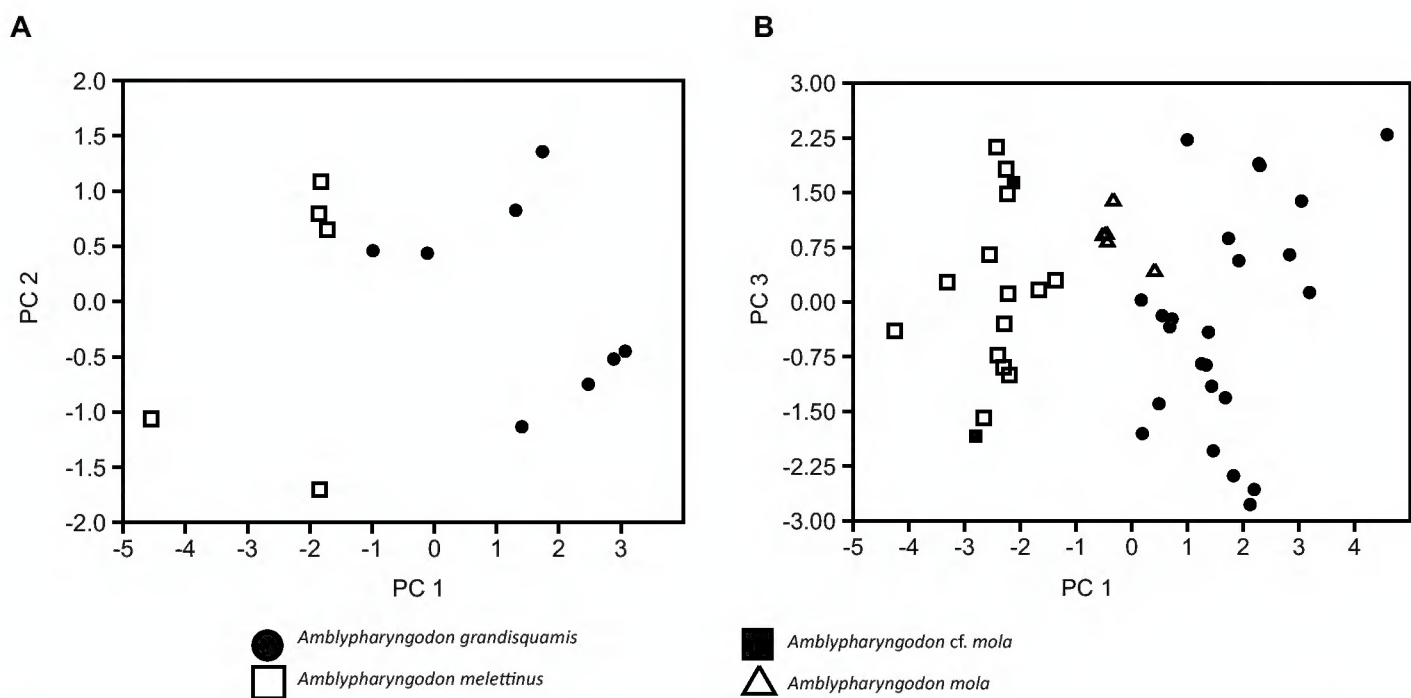 A
B
2.0
1.5
1.0
0.5
0.0
-0.5
-1.0
-1.5
-2.0
PC 2
-5 -4 -3 -2 -1 0 1 2 3
PC 1
3.00
2.25
1.50
0.75
0.00
-0.75
-1.50
-2.25
-3.00
PC 3
-5 -4 -3 -2 -1 0 1 2 3 4
PC 1
Amblypharyngodon grandisquamis
Amblypharyngodon melettinus
Amblypharyngodon cf. mola
Amblypharyngodon mola